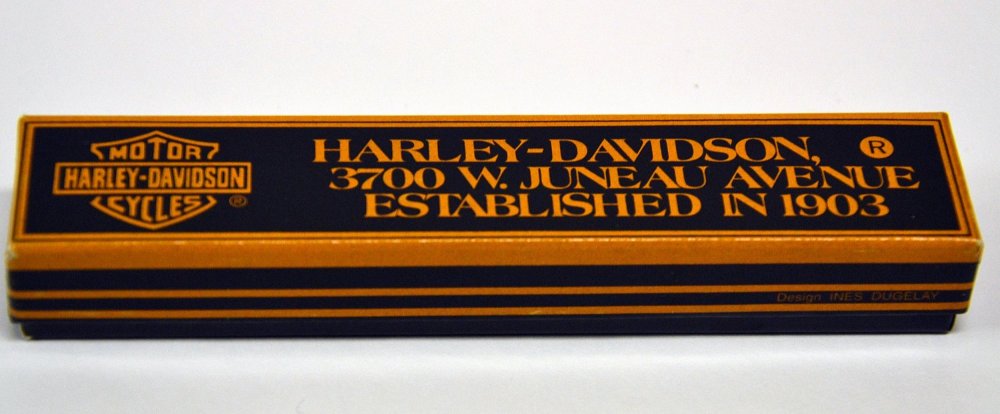 MOTOR
HARLEY-DAVIDSON
CYCLES ®
HARLEY-DAVIDSON, ®
3700 W. JUNEAU AVENUE
ESTABLISHED IN 1903
Design INES DUGELAY